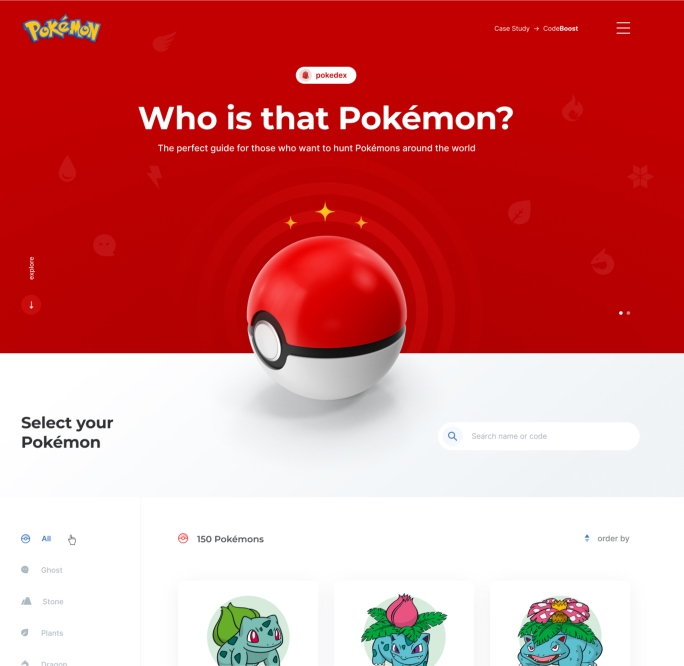 POKéMON
Case Study → CodeBoost
pokedex
Who is that Pokémon?
The perfect guide for those who want to hunt Pokémons around the world
explore
Select your
Pokémon
Search name or code
All
150 Pokémons
order by
Ghost
Stone
Plants
Dragon